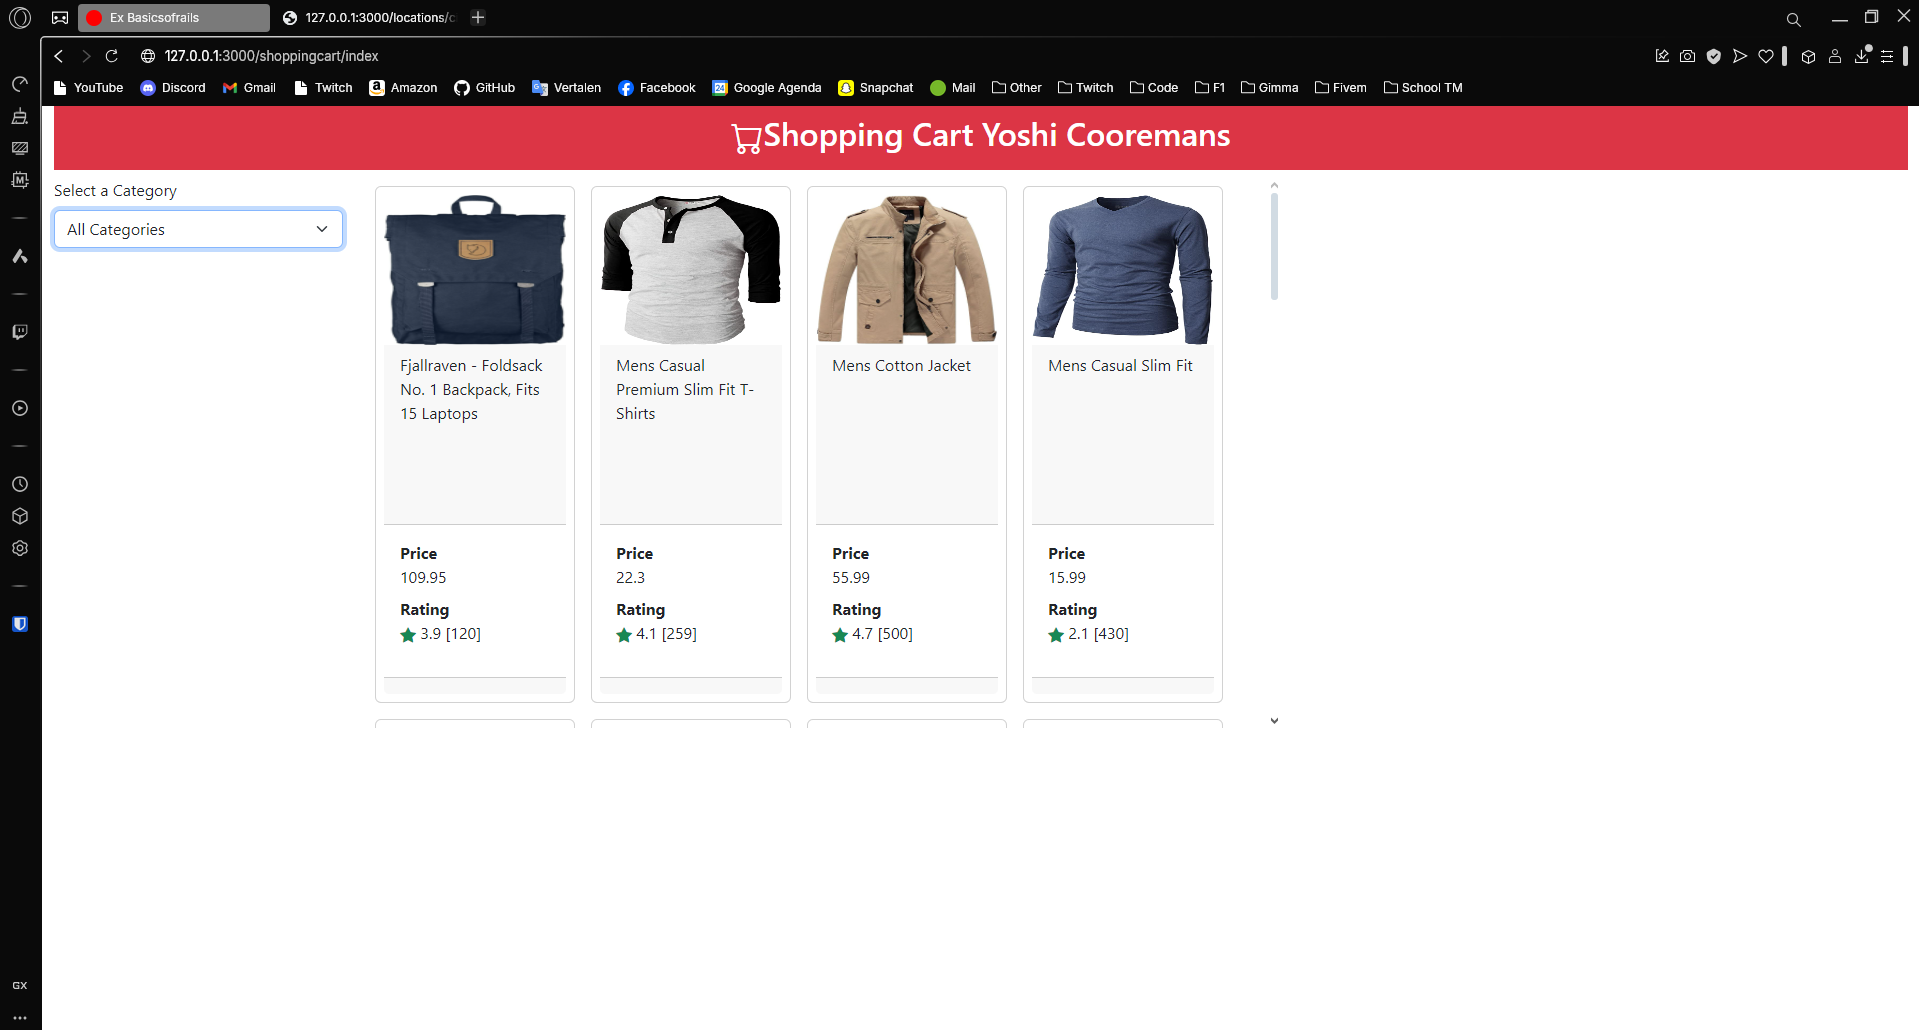 Ex Basicsofrails
127.0.0.1:3000/locations/
127.0.0.1:3000/shoppingcart/index
YouTube Discord Gmail Twitch Amazon GitHub Vertalen Facebook Google Agenda Snapchat Mail Other Twitch Code F1 Gimma Fivem School TM
Shopping Cart Yoshi Cooremans
Select a Category
All Categories
Fjallraven - Foldsack
No. 1 Backpack, Fits
15 Laptops
Price
109.95
Rating
3.9 [120]
Mens Casual
Premium Slim Fit T-
Shirts
Price
22.3
Rating
4.1 [259]
Mens Cotton Jacket
Price
55.99
Rating
4.7 [500]
Mens Casual Slim Fit
Price
15.99
Rating
2.1 [430]
GX